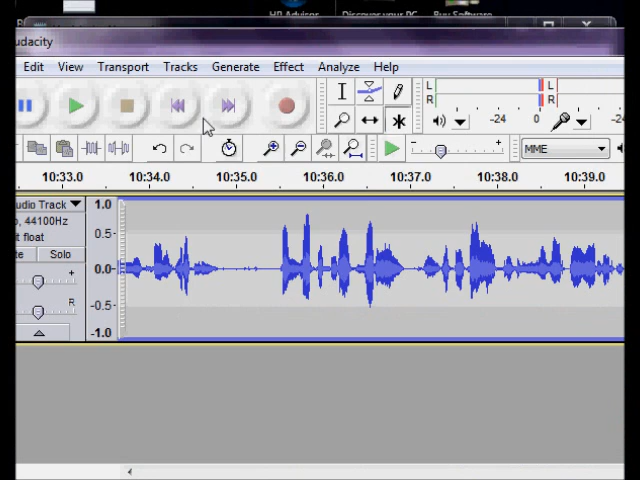 HP Advisor Discover your PC Buy Software
udacity
Edit View Transport Tracks Generate Effect Analyze Help
L L
R R
-24 0 -24
MME
10:33.0 10:34.0 10:35.0 10:36.0 10:37.0 10:38.0 10:39.0
udio Track 1.0
o, 44100Hz
it float 0.5
te Solo
0.0
- +
R -0.5
-1.0